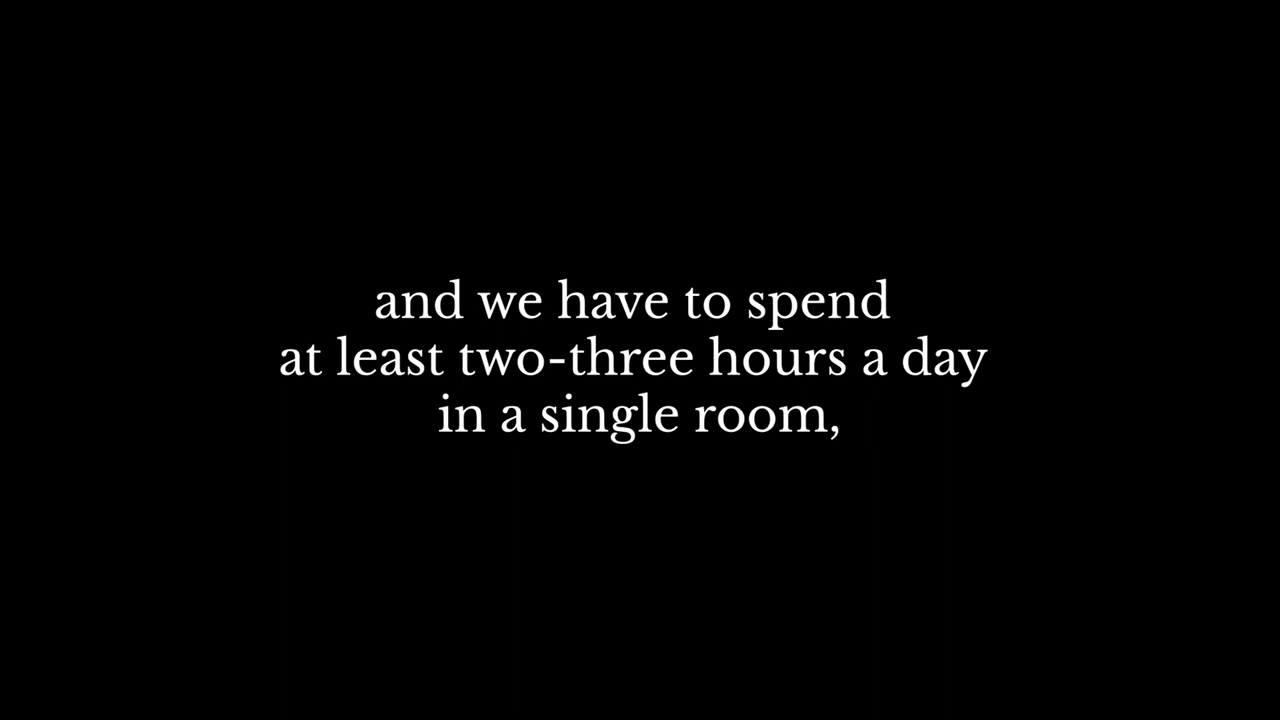 and we have to spend
at least two-three hours a day
in a single room,